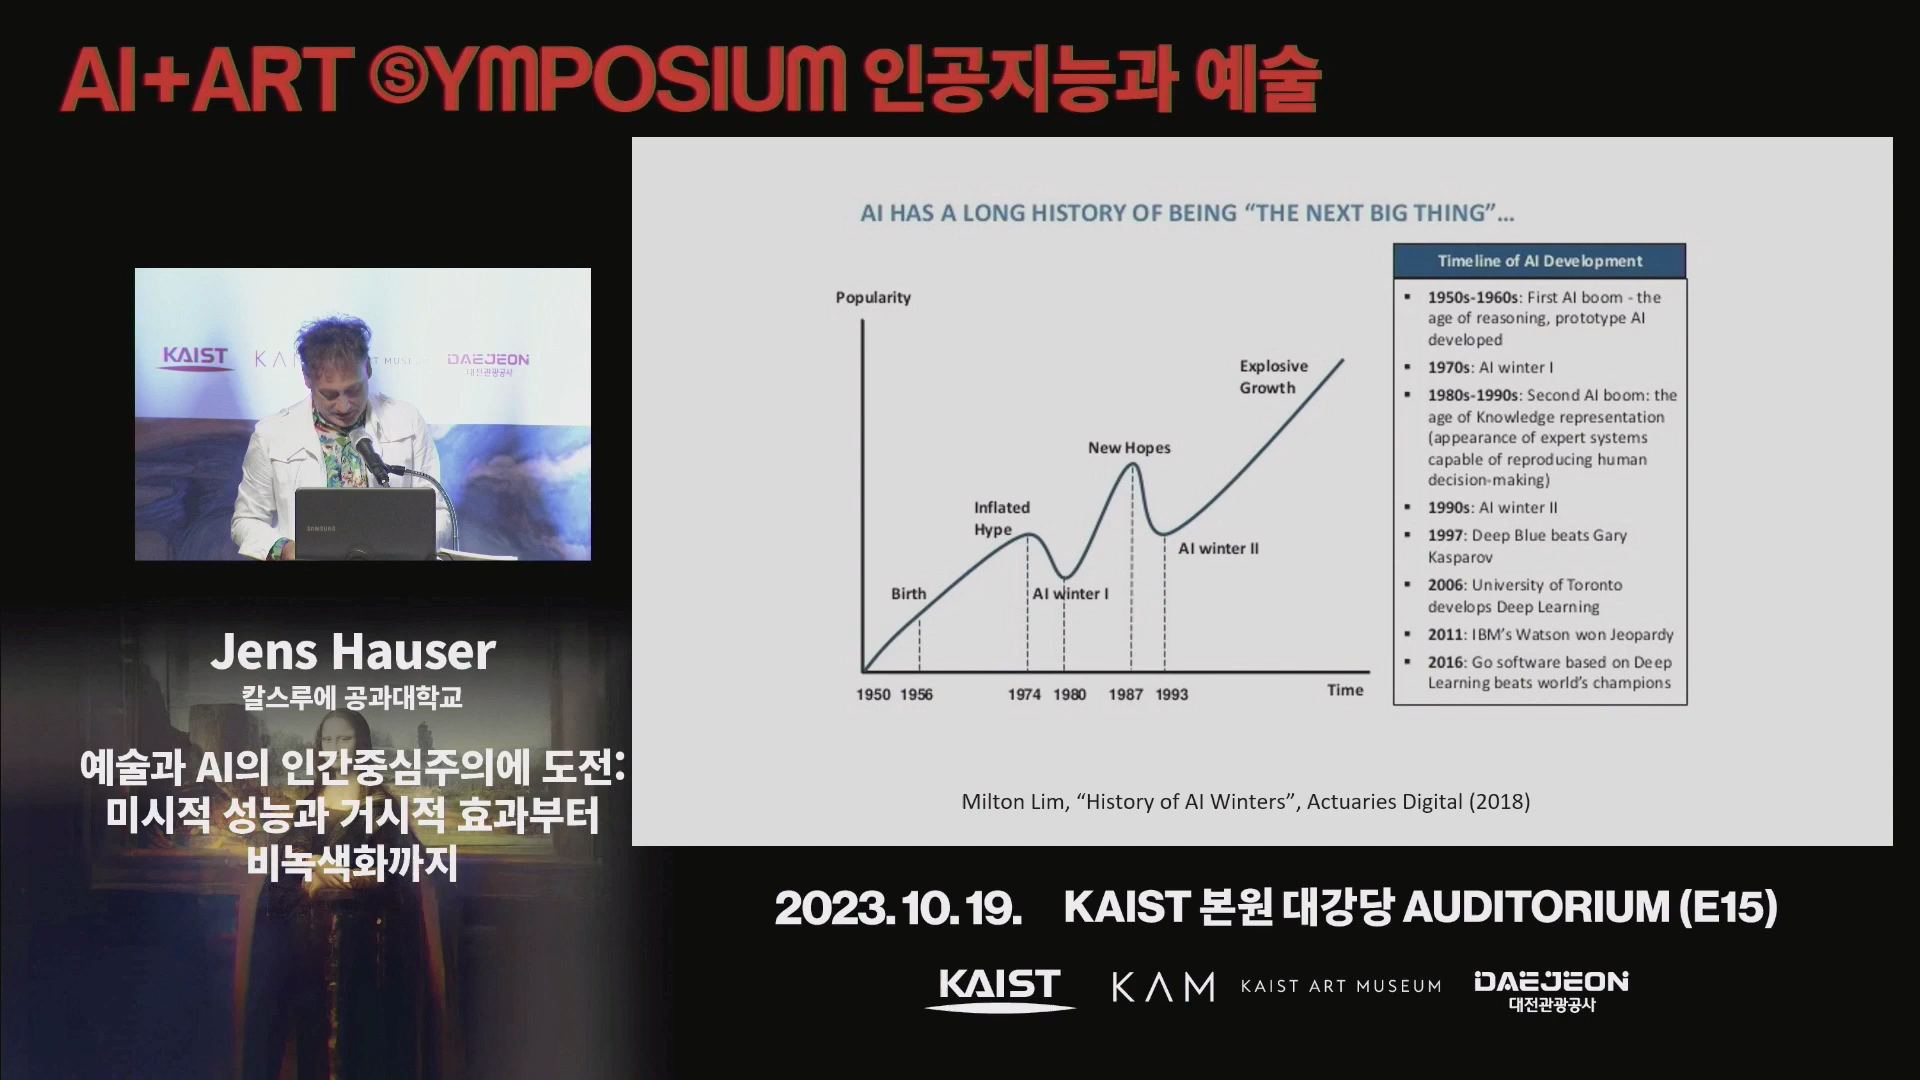 AI+ART SYMPOSIUM 인공지능과 예술
KAIST
DAEJEON
대전관광공사
SAMSUNG
Jens Hauser
칼스루에 공과대학교
예술과 AI의 인간중심주의에 도전:
미시적 성능과 거시적 효과부터
비녹색화까지
AI HAS A LONG HISTORY OF BEING “THE NEXT BIG THING”...
Popularity
Explosive
Growth
New Hopes
Inflated
Hype
AI winter II
Birth
AI winter I
1950 1956 1974 1980 1987 1993
Time
Timeline of AI Development
▪ 1950s-1960s: First AI boom - the
age of reasoning, prototype AI
developed
▪ 1970s: AI winter I
▪ 1980s-1990s: Second AI boom: the
age of Knowledge representation
(appearance of expert systems
capable of reproducing human
decision-making)
▪ 1990s: AI winter II
▪ 1997: Deep Blue beats Gary
Kasparov
▪ 2006: University of Toronto
develops Deep Learning
▪ 2011: IBM’s Watson won Jeopardy
▪ 2016: Go software based on Deep
Learning beats world’s champions
Milton Lim, “History of AI Winters”, Actuaries Digital (2018)
2023. 10. 19. KAIST 본원 대강당 AUDITORIUM (E15)
KAIST
KAM KAIST ART MUSEUM
DAEJEON
대전관광공사